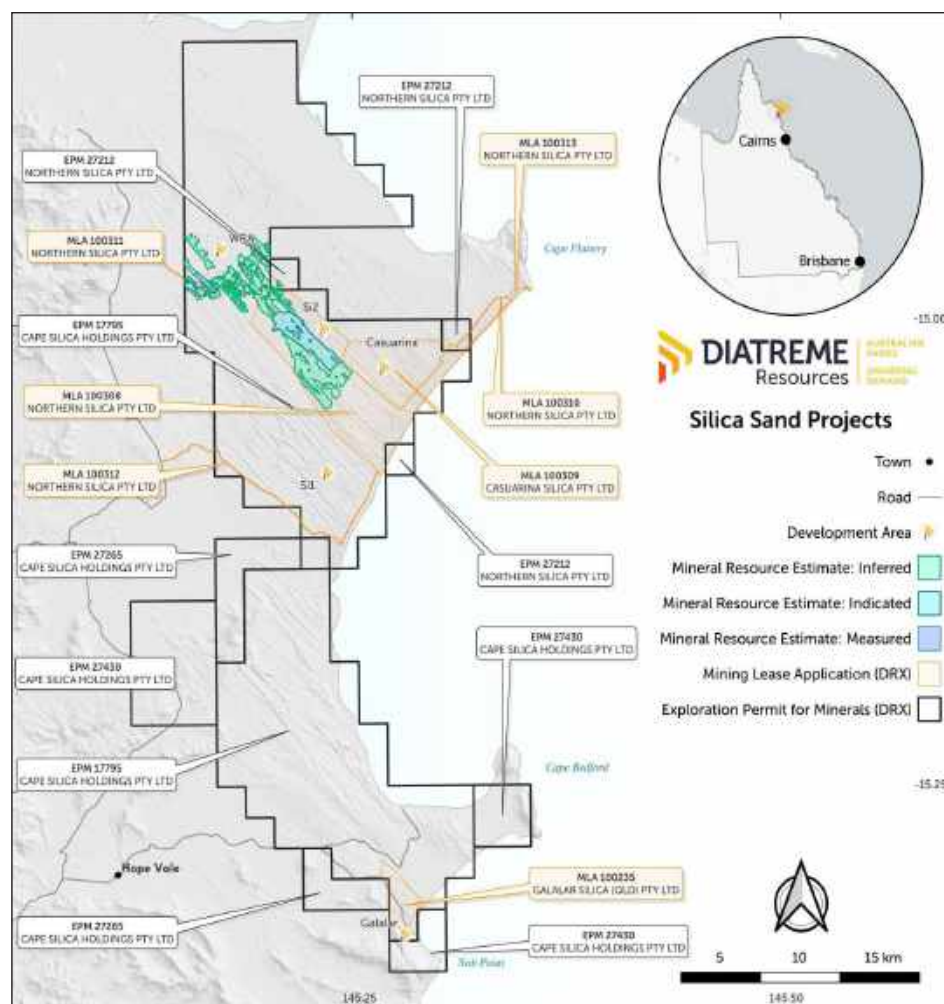 EPM 27212
NORTHERN SILICA PTY LTD
MLA 100313
NORTHERN SILICA PTY LTD
EPM 27212
NORTHERN SILICA PTY LTD
MLA 100311
NORTHERN SILICA PTY LTD
Cape Flattery
Si2
EPM 17795
CAPE SILICA HOLDINGS PTY LTD
Casuarina
MLA 100308
NORTHERN SILICA PTY LTD
MLA 100310
NORTHERN SILICA PTY LTD
MLA 100312
NORTHERN SILICA PTY LTD
MLA 100309
CASUARINA SILICA PTY LTD
EPM 27265
CAPE SILICA HOLDINGS PTY LTD
EPM 27212
NORTHERN SILICA PTY LTD
EPM 27430
CAPE SILICA HOLDINGS PTY LTD
EPM 27430
CAPE SILICA HOLDINGS PTY LTD
EPM 17795
CAPE SILICA HOLDINGS PTY LTD
Cape Bedford
Hope Vale
MLA 100235
GALALAR SILICA (QLD) PTY LTD
EPM 27265
CAPE SILICA HOLDINGS PTY LTD
Galalar
EPM 27430
CAPE SILICA HOLDINGS PTY LTD
Nob Point
145.25
145.50
-15.00
-15.25
Cairns
Brisbane
DIATREME
Resources
AUSTRALIAN
SANDS
UNIVERSAL
DEMAND
Silica Sand Projects
Town
Road
Development Area
Mineral Resource Estimate: Inferred
Mineral Resource Estimate: Indicated
Mineral Resource Estimate: Measured
Mining Lease Application (DRX)
Exploration Permit for Minerals (DRX)
5 10 15 km